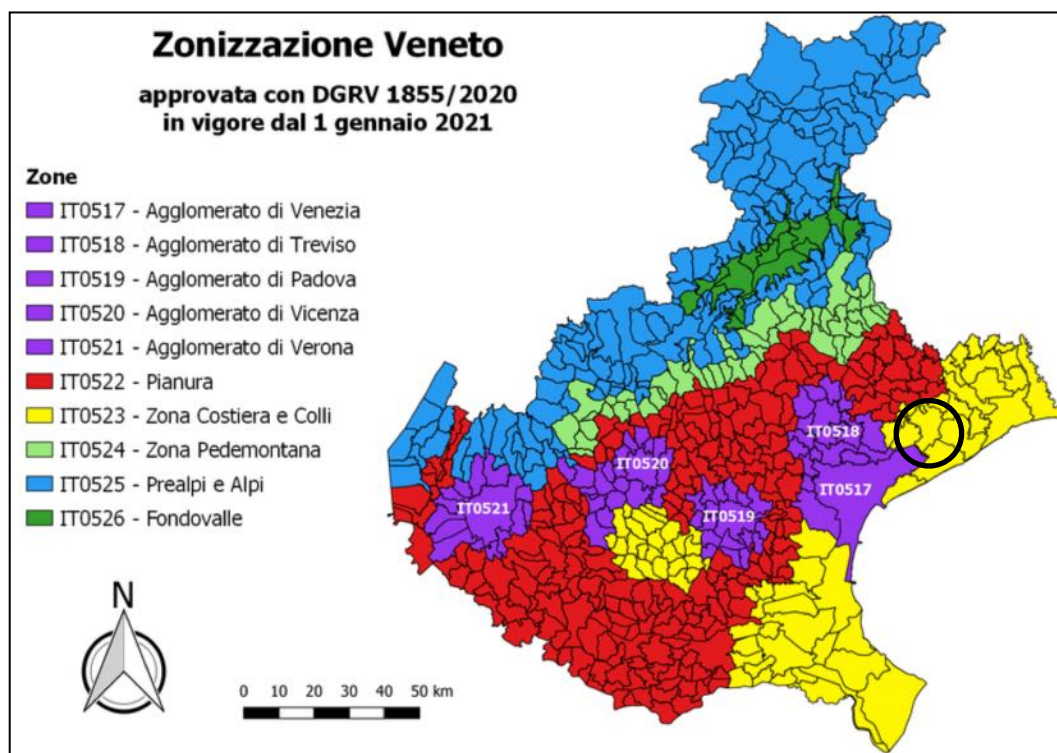 Zonizzazione Veneto
approvata con DGRV 1855/2020
in vigore dal 1 gennaio 2021
Zone
IT0517 - Agglomerato di Venezia
IT0518 - Agglomerato di Treviso
IT0519 - Agglomerato di Padova
IT0520 - Agglomerato di Vicenza
IT0521 - Agglomerato di Verona
IT0522 - Pianura
IT0523 - Zona Costiera e Colli
IT0524 - Zona Pedemontana
IT0525 - Prealpi e Alpi
IT0526 - Fondovalle
IT0518
IT0520
IT0517
IT0521
IT0519
N
0 10 20 30 40 50 km